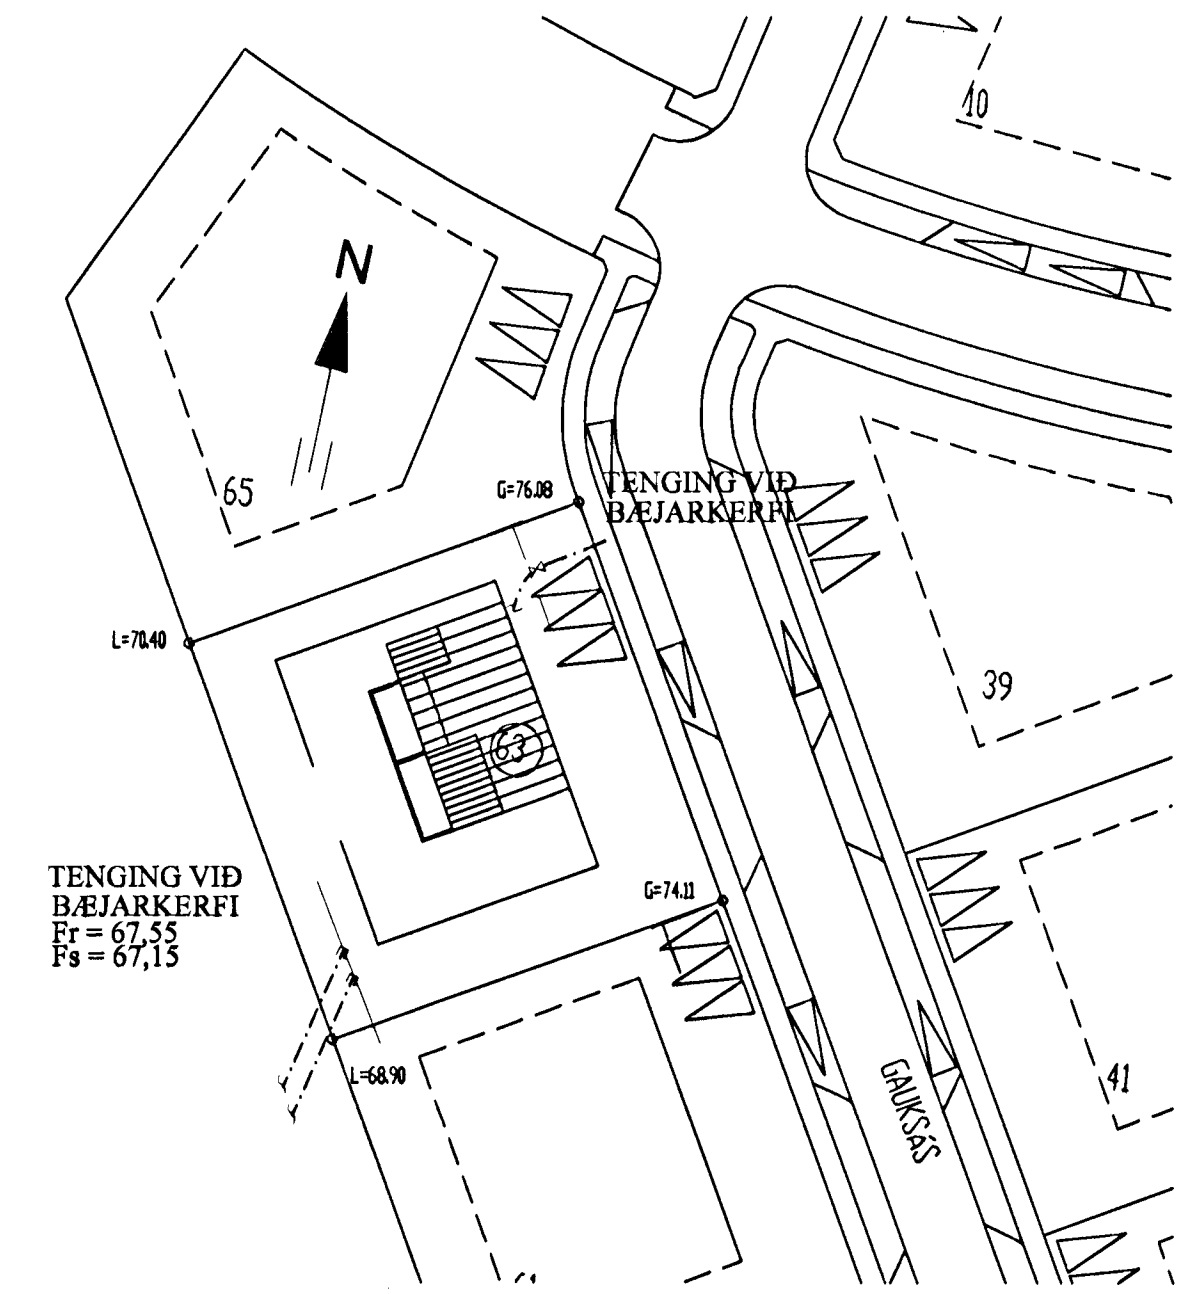 10
N
65
G=76.08
TENGING VIÐ
BÆJARKERFI
L=70.40
39
63
TENGING VIÐ
BÆJARKERFI
Fr = 67,55
Fs = 67,15
G=74.11
L=68.90
GAUKSÁS
41